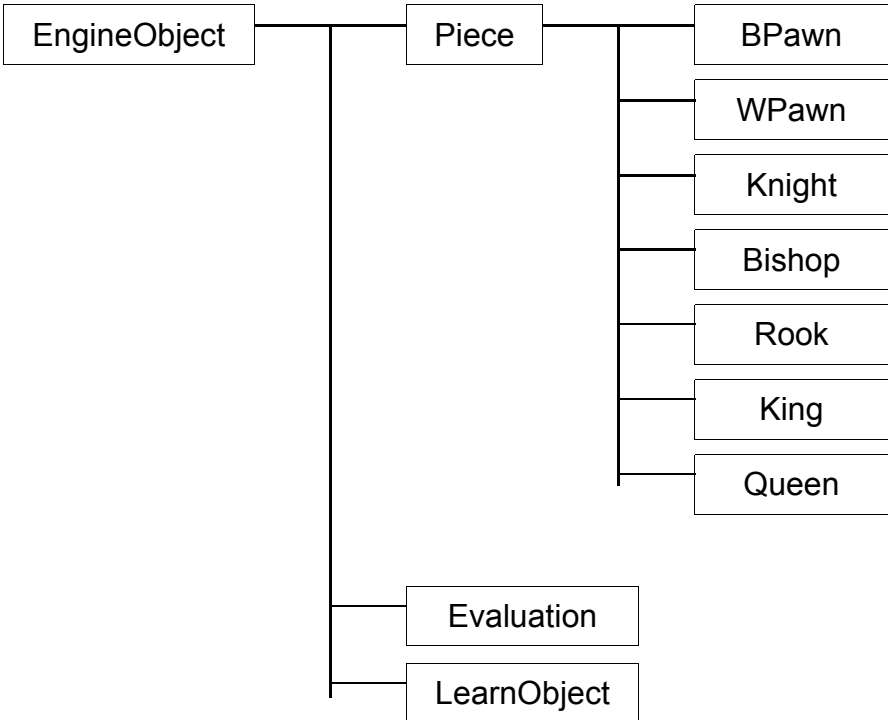 EngineObject
Piece
BPawn
WPawn
Knight
Bishop
Rook
King
Queen
Evaluation
LearnObject